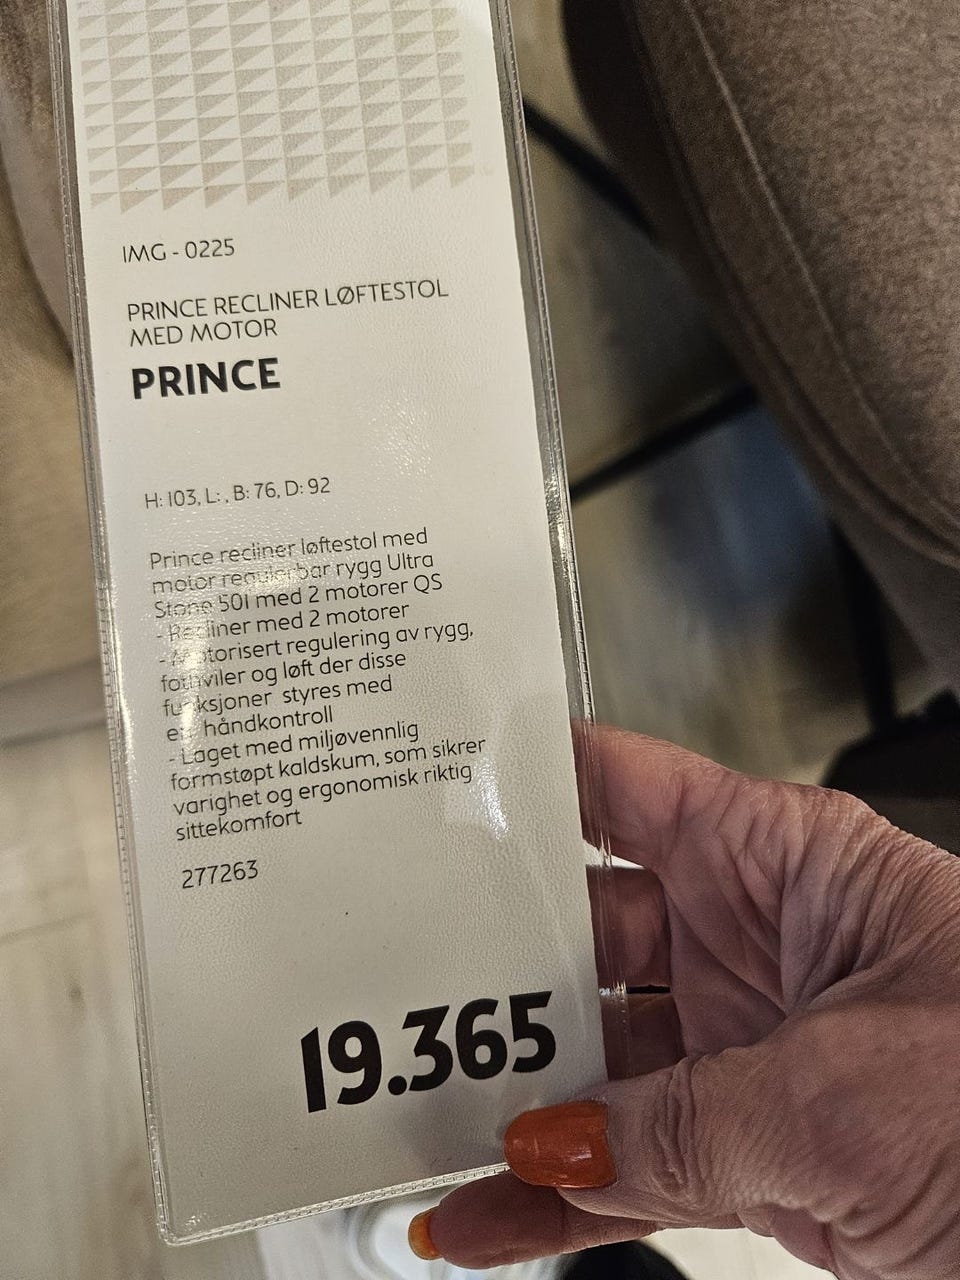 IMG - 0225
PRINCE RECLINER LØFTESTOL
MED MOTOR
PRINCE
H: 103, L: , B: 76, D: 92
Prince recliner løftestol med
motor regulerbar rygg Ultra
Stone 501 med 2 motorer QS
- Recliner med 2 motorer
- Motorisert regulering av rygg,
fothviler og løft der disse
funksjoner styres med
en håndkontroll
- Laget med miljøvennlig
formstøpt kaldskum, som sikrer
varighet og ergonomisk riktig
sittekomfort
277263
19.365